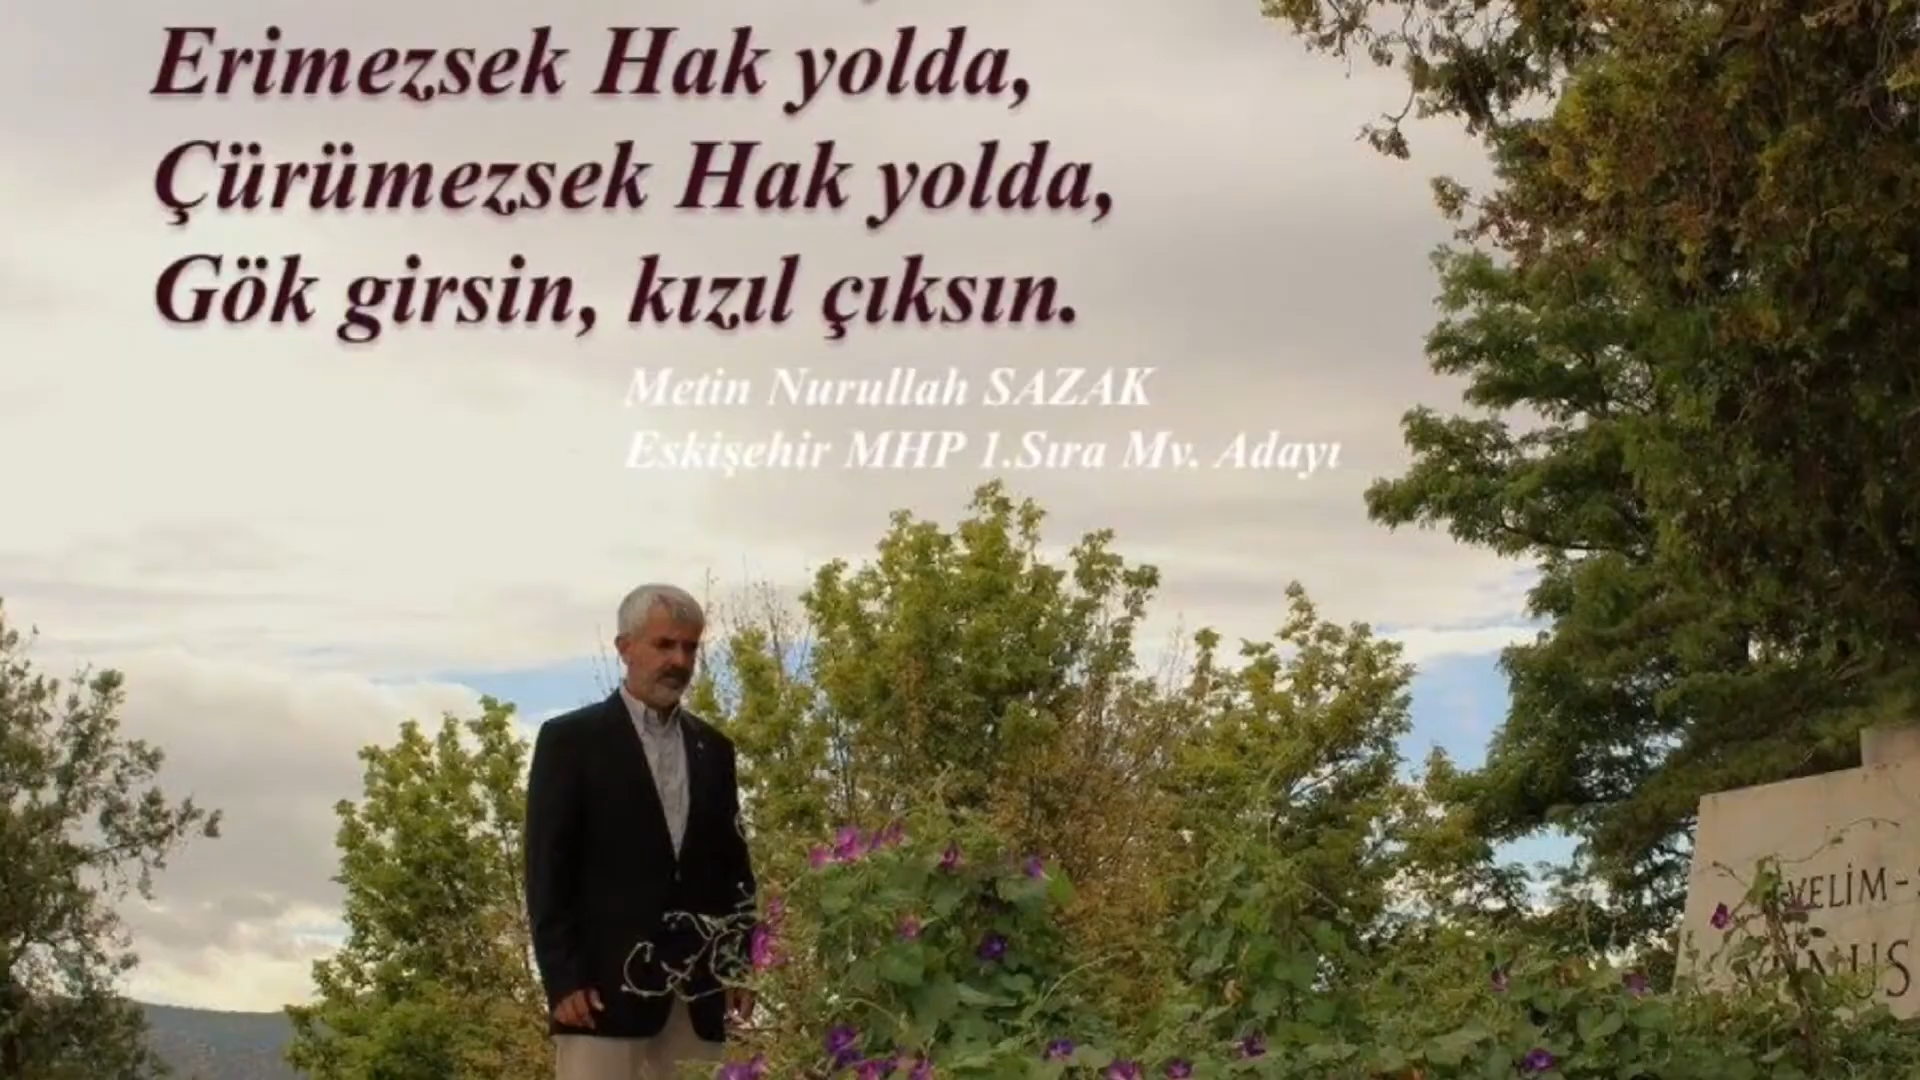 Erimezsek Hak yolda,
Çürümezsek Hak yolda,
Gök girsin, kızıl çıksın.
Metin Nurullah SAZAK
Eskişehir MHP 1.Sıra Mv. Adayı